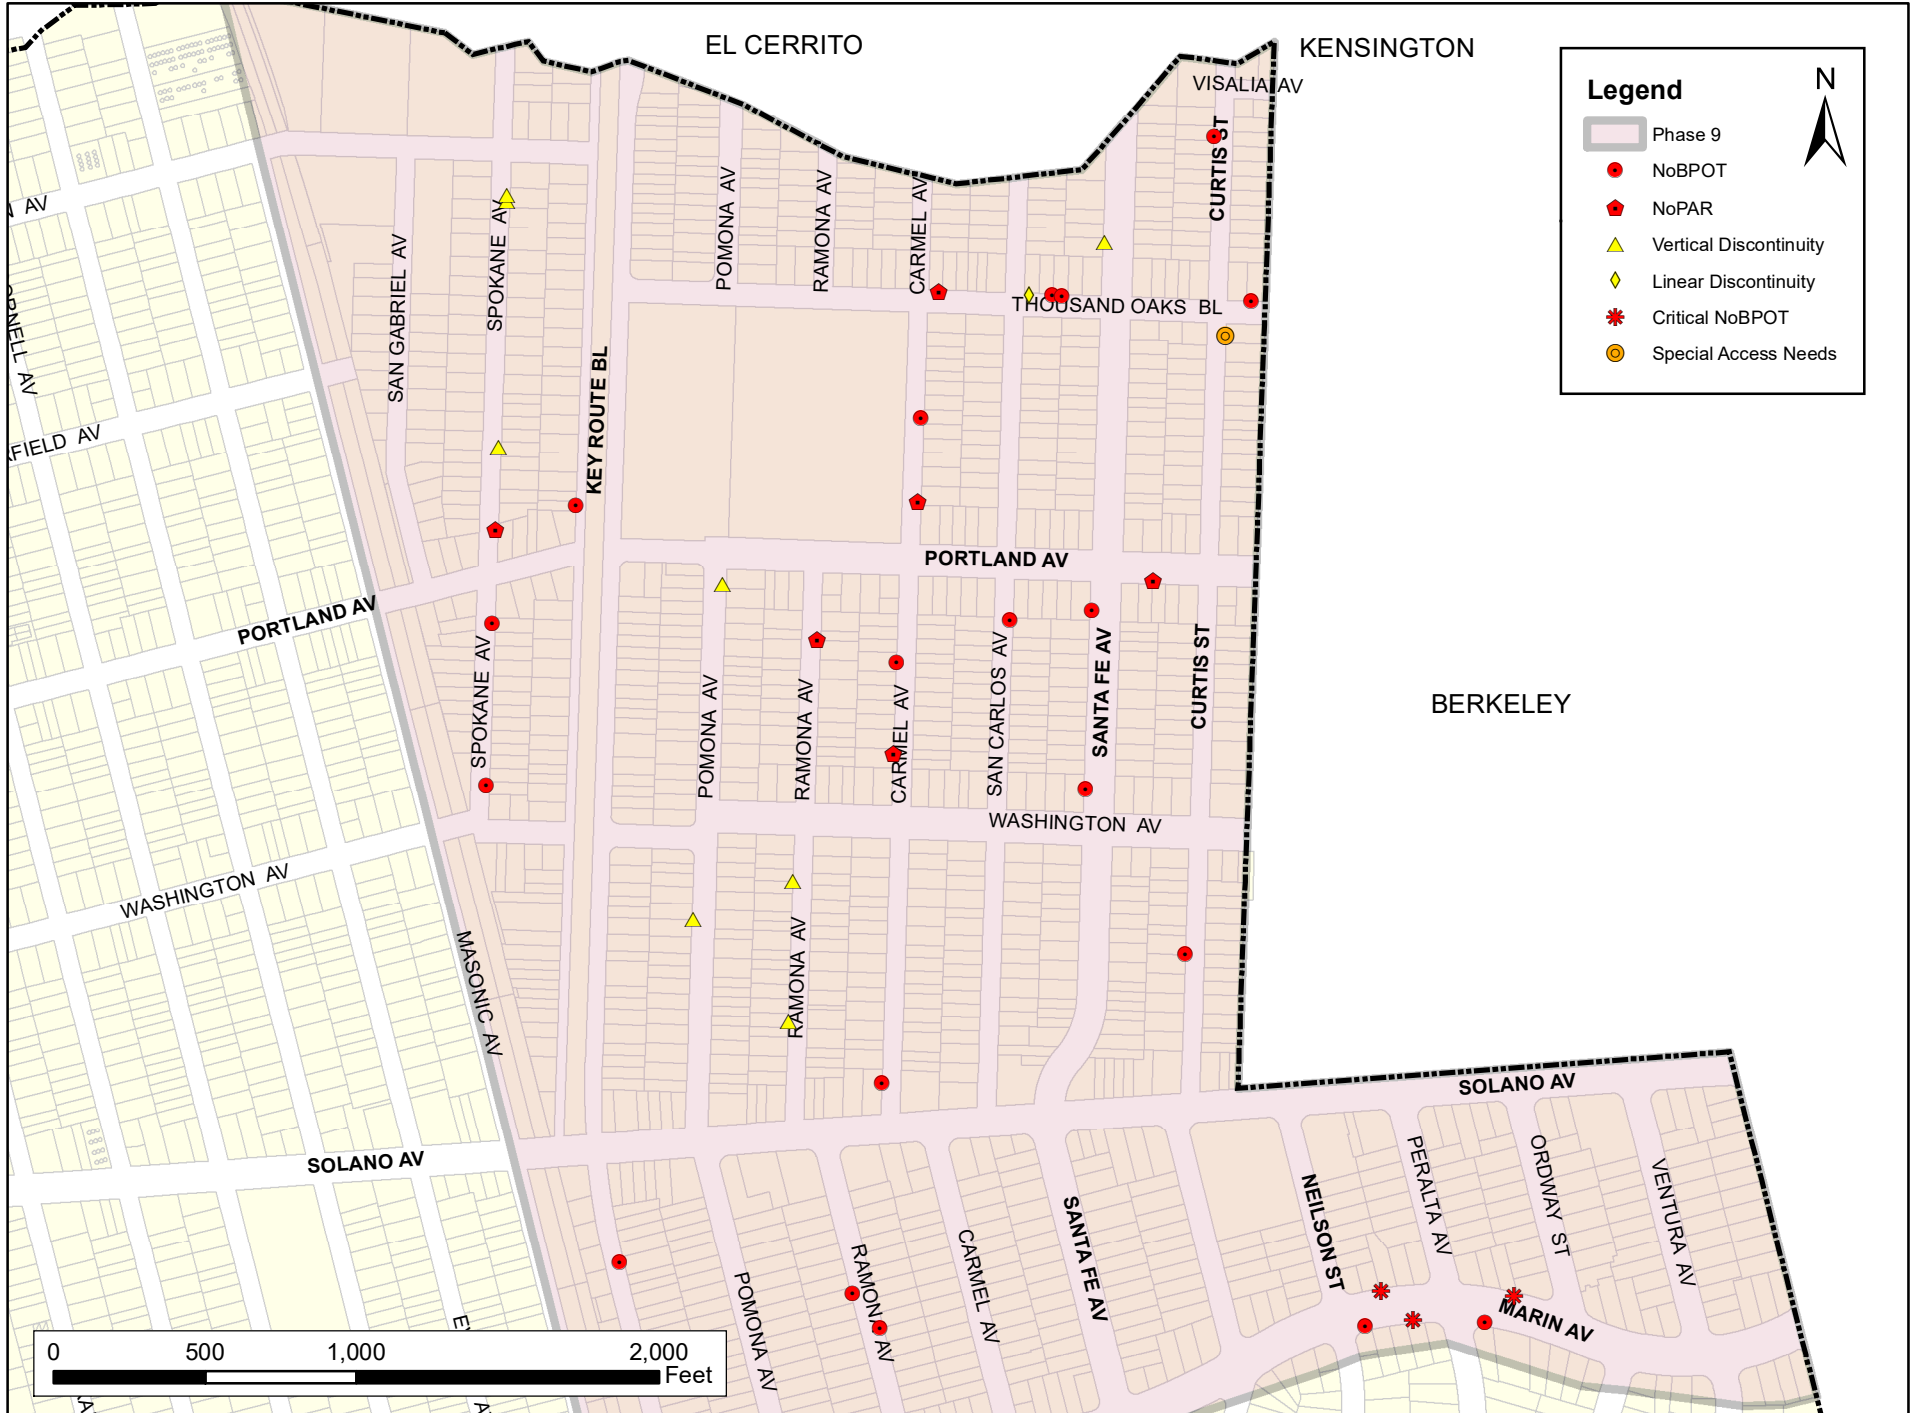 EL CERRITO
KENSINGTON
VISALIA AV
Legend
N
Phase 9
NoBPOT
NoPAR
Vertical Discontinuity
Linear Discontinuity
Critical NoBPOT
Special Access Needs
CURTIS ST
POMONA AV
RAMONA AV
CARMEL AV
SPOKANE AV
SAN GABRIEL AV
AV
THOUSAND OAKS BL
KEY ROUTE BL
RNELL AV
RFIELD AV
PORTLAND AV
PORTLAND AV
SPOKANE AV
POMONA AV
RAMONA AV
CARMEL AV
SAN CARLOS AV
SANTA FE AV
CURTIS ST
BERKELEY
WASHINGTON AV
WASHINGTON AV
MASONIC AV
RAMONA AV
SOLANO AV
SOLANO AV
PERALTA AV
ORDWAY ST
VENTURA AV
NEILSON ST
SANTA FE AV
CARMEL AV
RAMONA AV
POMONA AV
MARIN AV
0 500 1,000 2,000
Feet